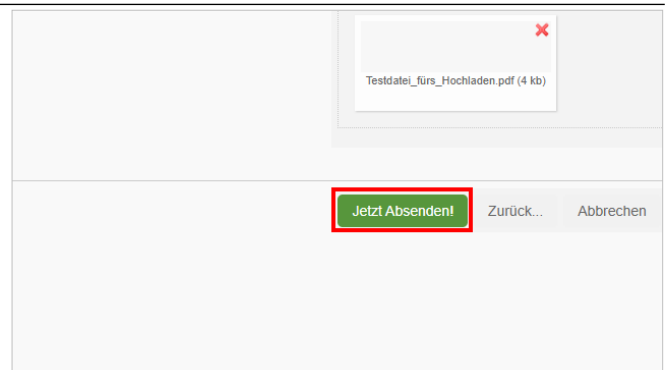 Testdatei_fürs_Hochladen.pdf (4 kb)
Jetzt Absenden! Zurück... Abbrechen